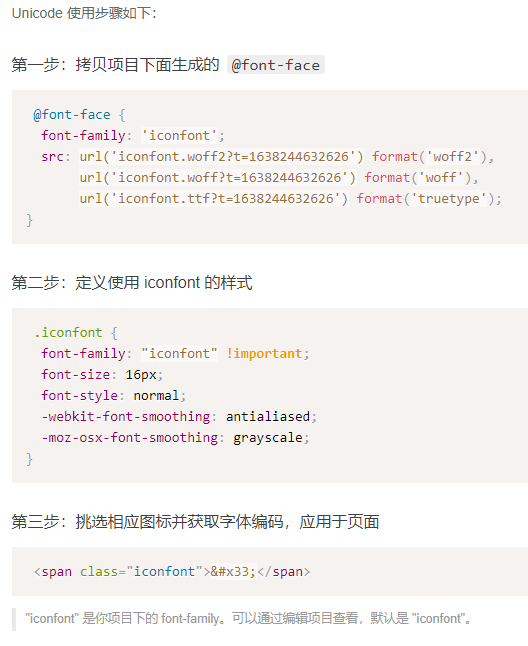 Unicode 使用步骤如下：
第一步：拷贝项目下面生成的 @font-face
@font-face {
font-family: 'iconfont';
src: url('iconfont.woff2?t=1638244632626') format('woff2'),
url('iconfont.woff?t=1638244632626') format('woff'),
url('iconfont.ttf?t=1638244632626') format('truetype');
}
第二步：定义使用 iconfont 的样式
.iconfont {
font-family: "iconfont" !important;
font-size: 16px;
font-style: normal;
-webkit-font-smoothing: antialiased;
-moz-osx-font-smoothing: grayscale;
}
第三步：挑选相应图标并获取字体编码，应用于页面
<span class="iconfont">&#x33;</span>
"iconfont" 是你项目下的 font-family。可以通过编辑项目查看，默认是 "iconfont"。